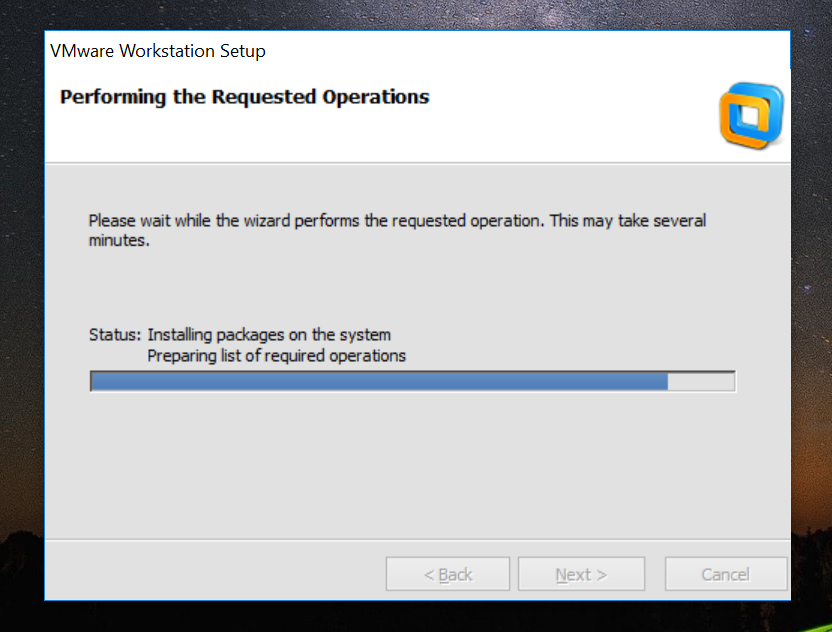 VMware Workstation Setup
Performing the Requested Operations
Please wait while the wizard performs the requested operation. This may take several
minutes.
Status: Installing packages on the system
Preparing list of required operations
< Back Next > Cancel